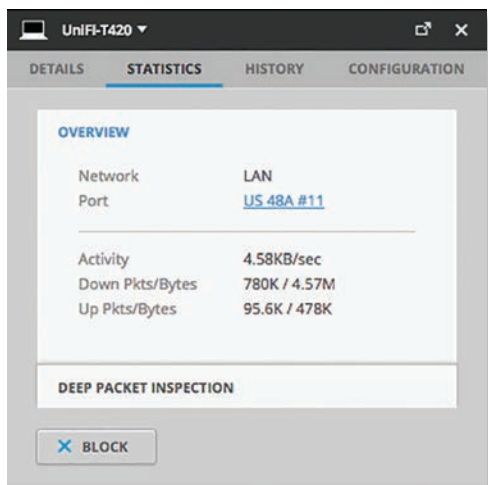 UniFi-T420
DETAILS STATISTICS HISTORY CONFIGURATION
OVERVIEW
Network LAN
Port US 48A #11
Activity 4.58KB/sec
Down Pkts/Bytes 780K / 4.57M
Up Pkts/Bytes 95.6K / 478K
DEEP PACKET INSPECTION
BLOCK